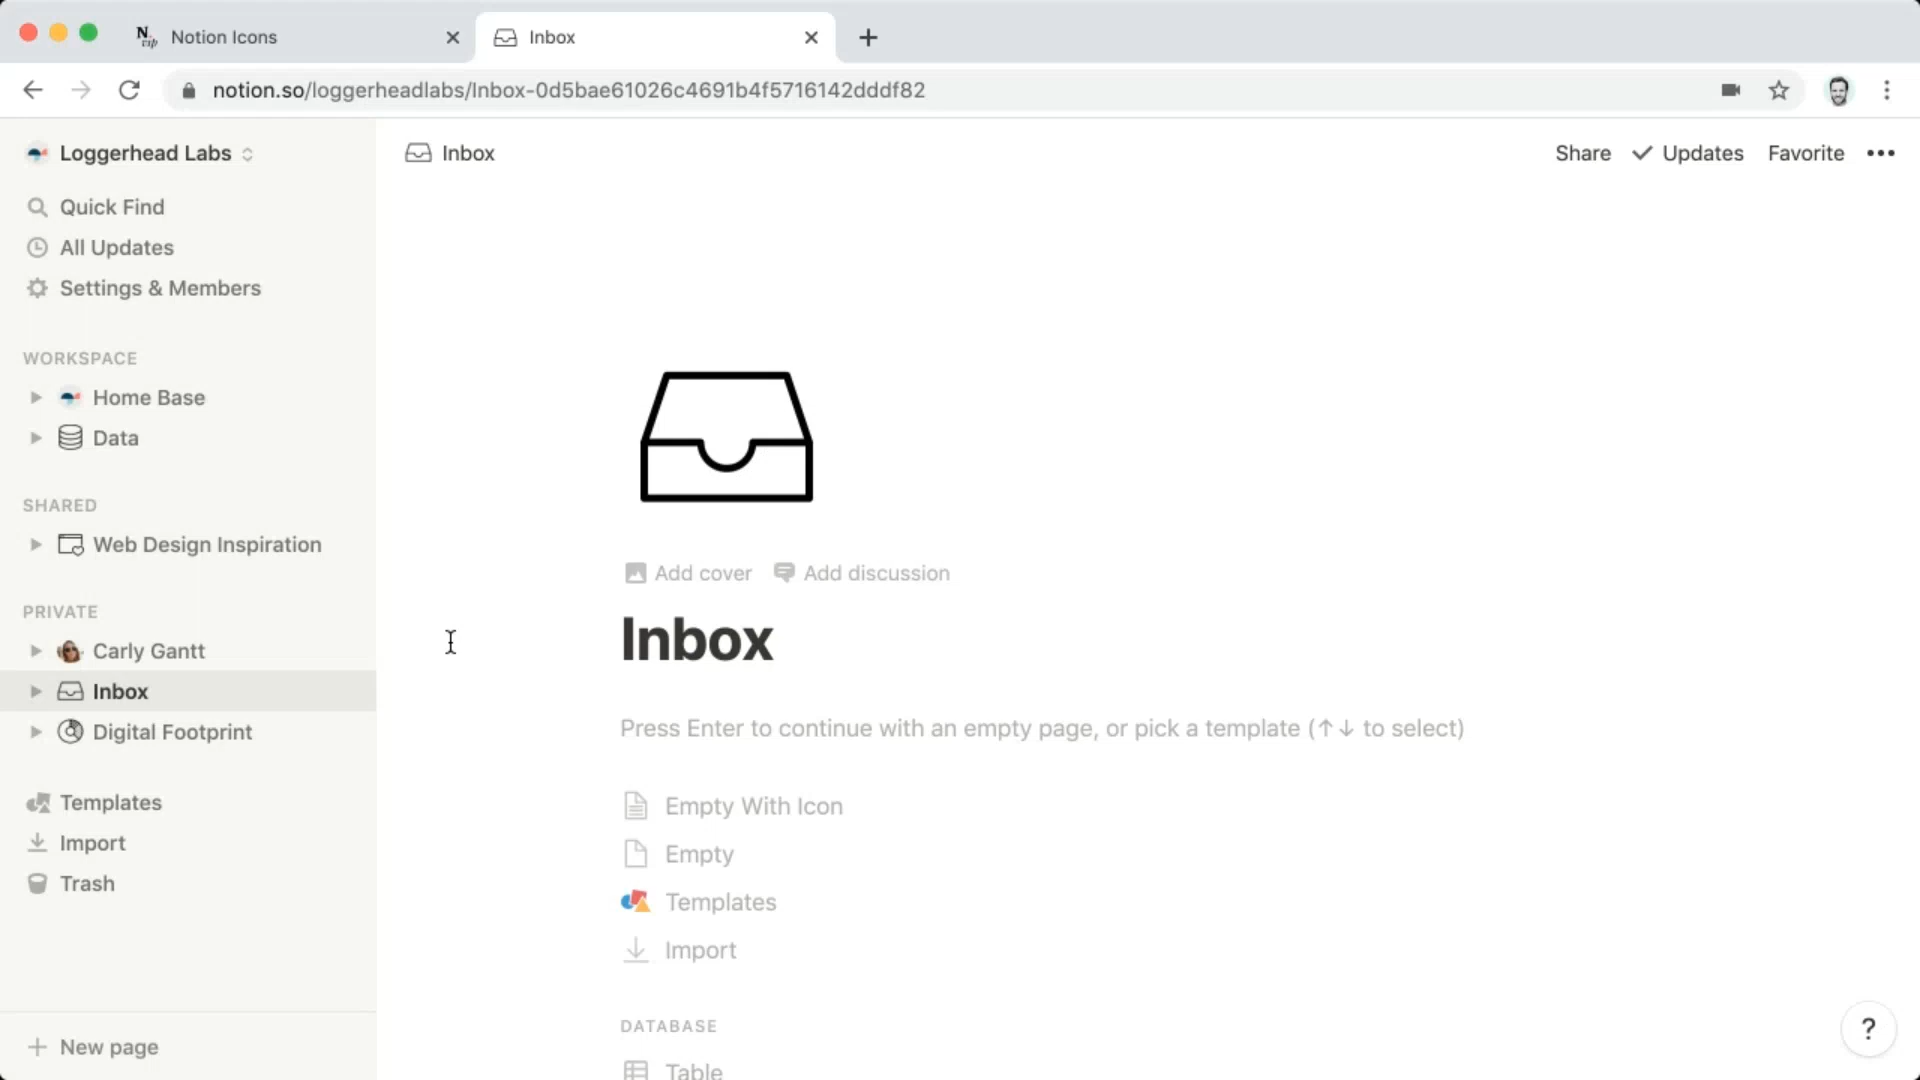 N.
vip
Notion Icons
Inbox
notion.so/loggerheadlabs/Inbox-0d5bae61026c4691b4f5716142dddf82
Loggerhead Labs
Inbox
Share
Updates
Favorite
Quick Find
All Updates
Settings & Members
WORKSPACE
Home Base
Data
SHARED
Web Design Inspiration
PRIVATE
Carly Gantt
Inbox
Digital Footprint
Templates
Import
Trash
New page
Add cover
Add discussion
Inbox
Press Enter to continue with an empty page, or pick a template (↑↓ to select)
Empty With Icon
Empty
Templates
Import
DATABASE
Table
?